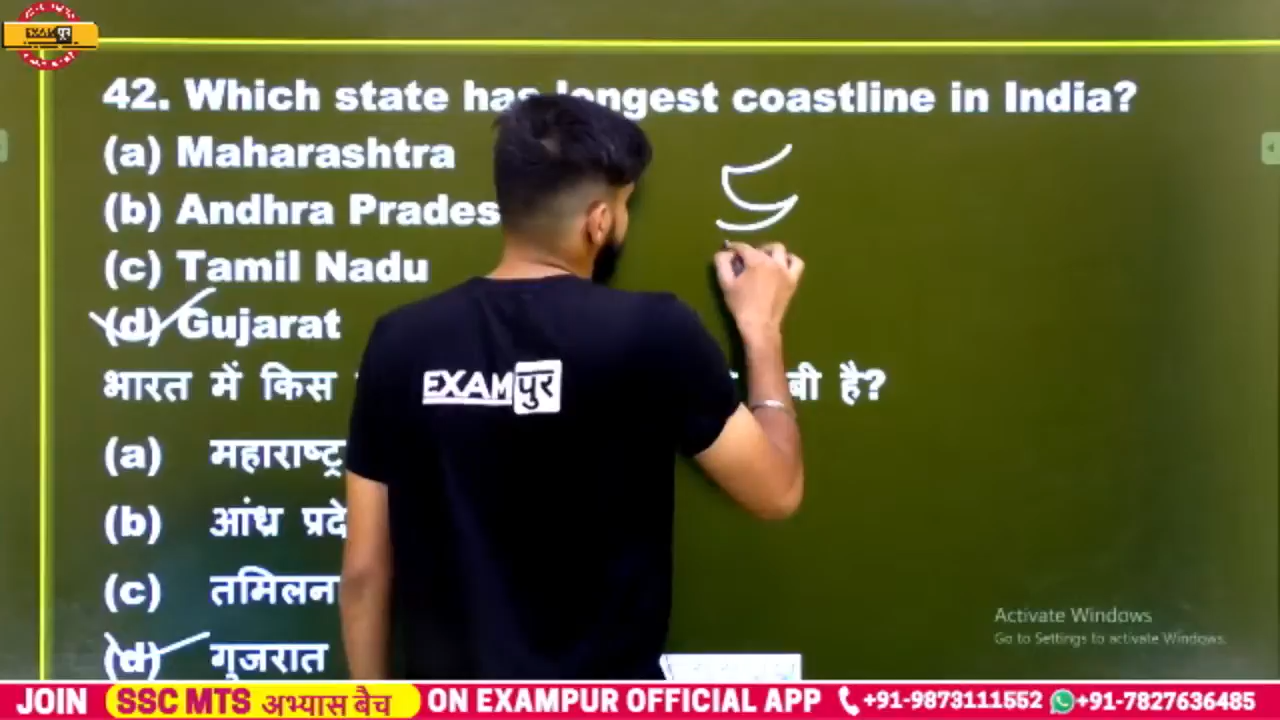 EXAMपुर
42. Which state has longest coastline in India?
(a) Maharashtra
(b) Andhra Prades
(c) Tamil Nadu
(d) Gujarat
भारत में किस बी है?
EXAMपुर
(a) महाराष्ट्र
(b) आंध्र प्रदे
(c) तमिलना
(d) गुजरात
Activate Windows
Go to Settings to activate Windows.
JOIN SSC MTS अभ्यास बैच ON EXAMPUR OFFICIAL APP +91-9873111552 +91-7827636485